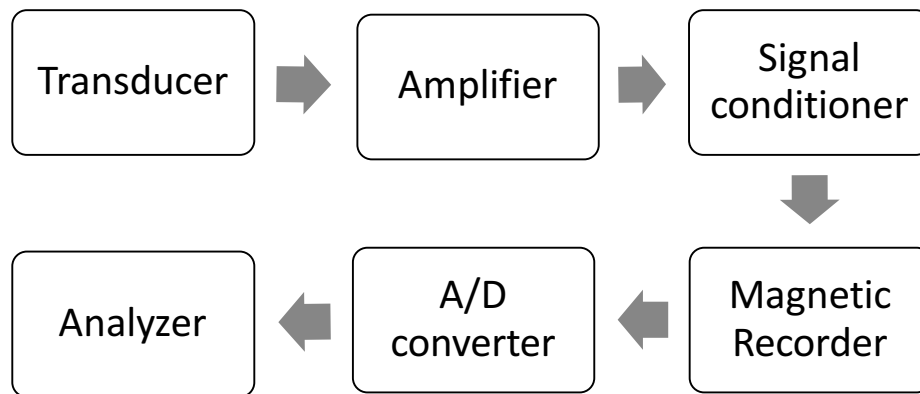 Transducer
Amplifier
Signal
conditioner
Magnetic
Recorder
A/D
converter
Analyzer